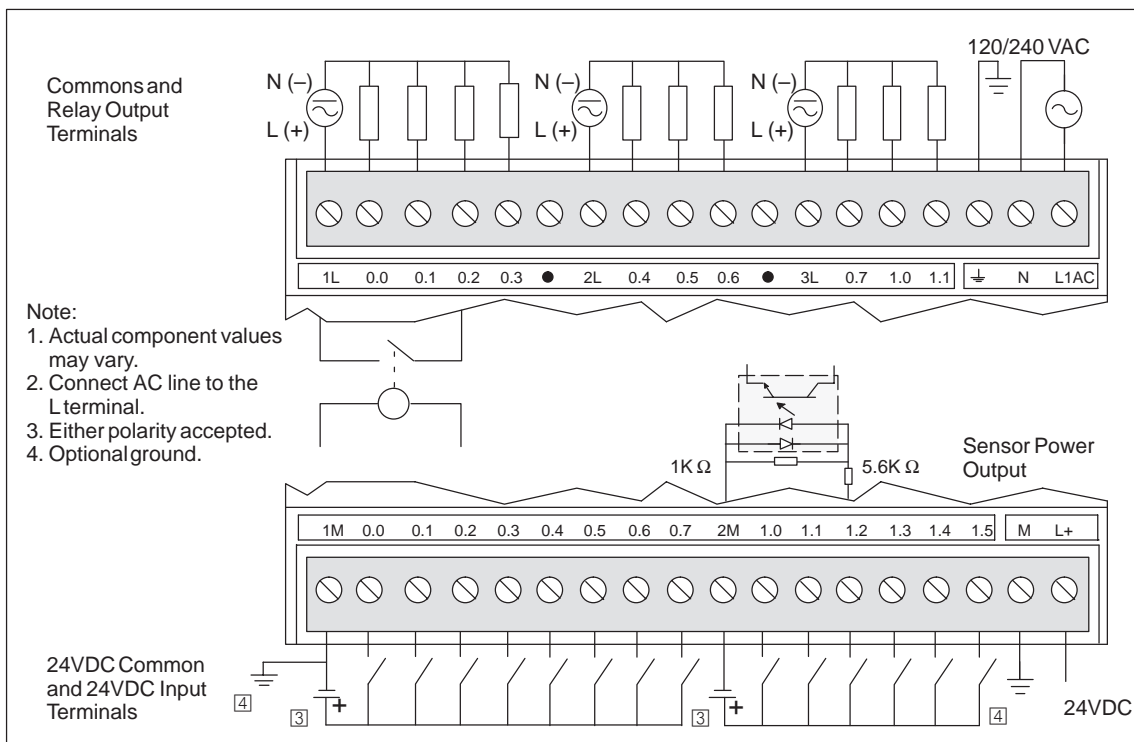 120/240 VAC
Commons and
Relay Output
Terminals
N (–)
L (+)
N (–)
L (+)
N (–)
L (+)
1L 0.0 0.1 0.2 0.3 ● 2L 0.4 0.5 0.6 ● 3L 0.7 1.0 1.1 N L1AC
Note:
1. Actual component values
may vary.
2. Connect AC line to the
L terminal.
3. Either polarity accepted.
4. Optional ground.
1K Ω
5.6K Ω
Sensor Power
Output
1M 0.0 0.1 0.2 0.3 0.4 0.5 0.6 0.7 2M 1.0 1.1 1.2 1.3 1.4 1.5 M L+
24VDC Common
and 24VDC Input
Terminals
4
3
+
3
+
4
24VDC